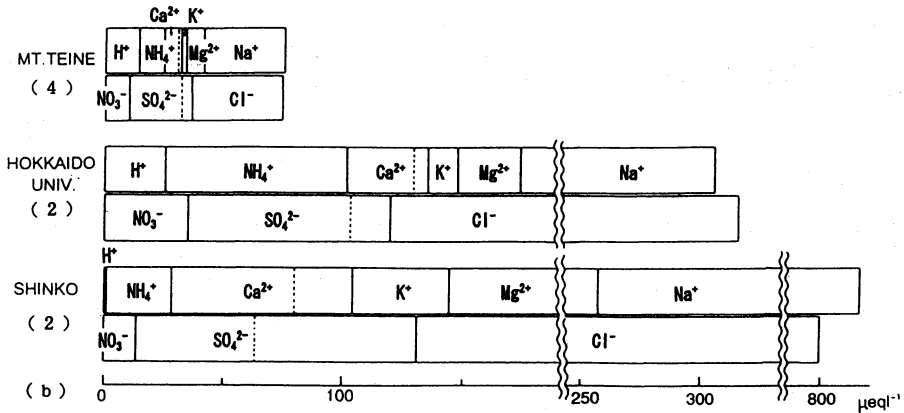 Ca²⁺ K⁺
H⁺ NH₄⁺ Mg²⁺ Na⁺
MT.TEINE
(4)
NO₃⁻ SO₄²⁻ Cl⁻
HOKKAIDO
UNIV.
(2)
H⁺ NH₄⁺ Ca²⁺ K⁺ Mg²⁺ Na⁺
NO₃⁻ SO₄²⁻ Cl⁻
H⁺
SHINKO
(2)
NH₄⁺ Ca²⁺ K⁺ Mg²⁺ Na⁺
NO₃⁻ SO₄²⁻ Cl⁻
(b)
0 100 250 300 800 μeql⁻¹